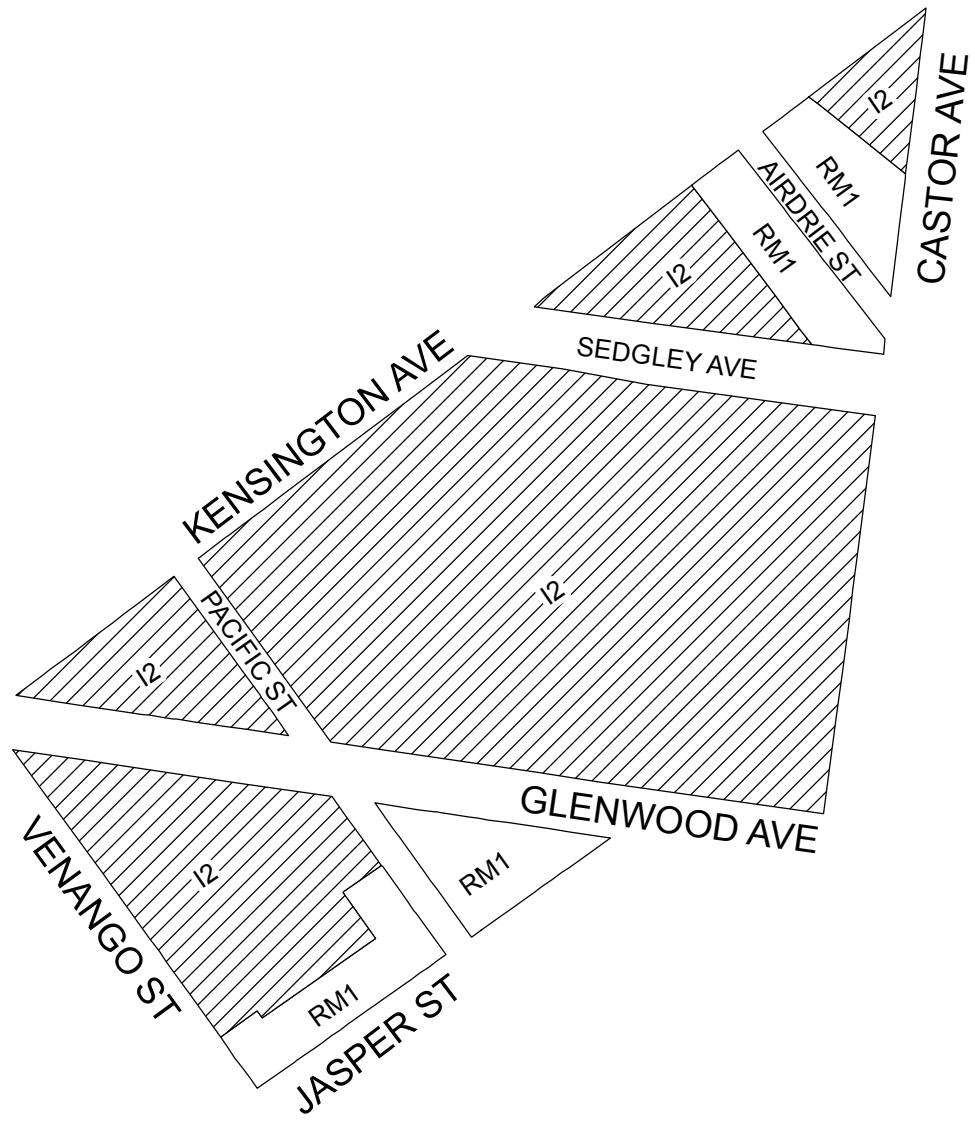 I2
CASTOR AVE
RM1
AIRDRIE ST
RM1
I2
SEDGLEY AVE
KENSINGTON AVE
I2
PACIFIC ST
I2
GLENWOOD AVE
VENANGO ST
I2
RM1
RM1
JASPER ST